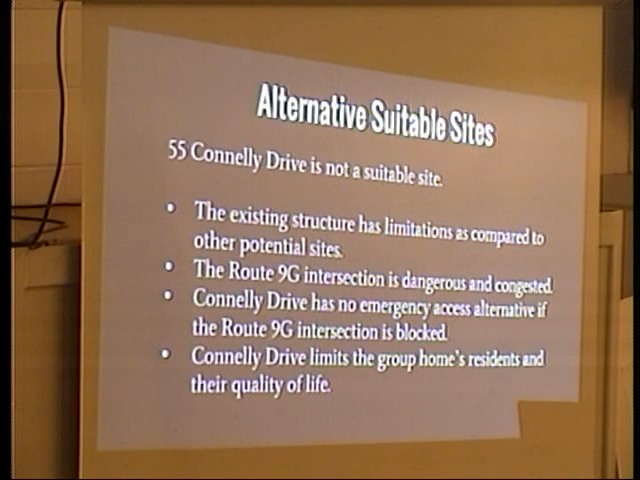 Alternative Suitable Sites
55 Connelly Drive is not a suitable site.
• The existing structure has limitations as compared to
other potential sites.
• The Route 9G intersection is dangerous and congested.
• Connelly Drive has no emergency access alternative if
the Route 9G intersection is blocked.
• Connelly Drive limits the group home's residents and
their quality of life.